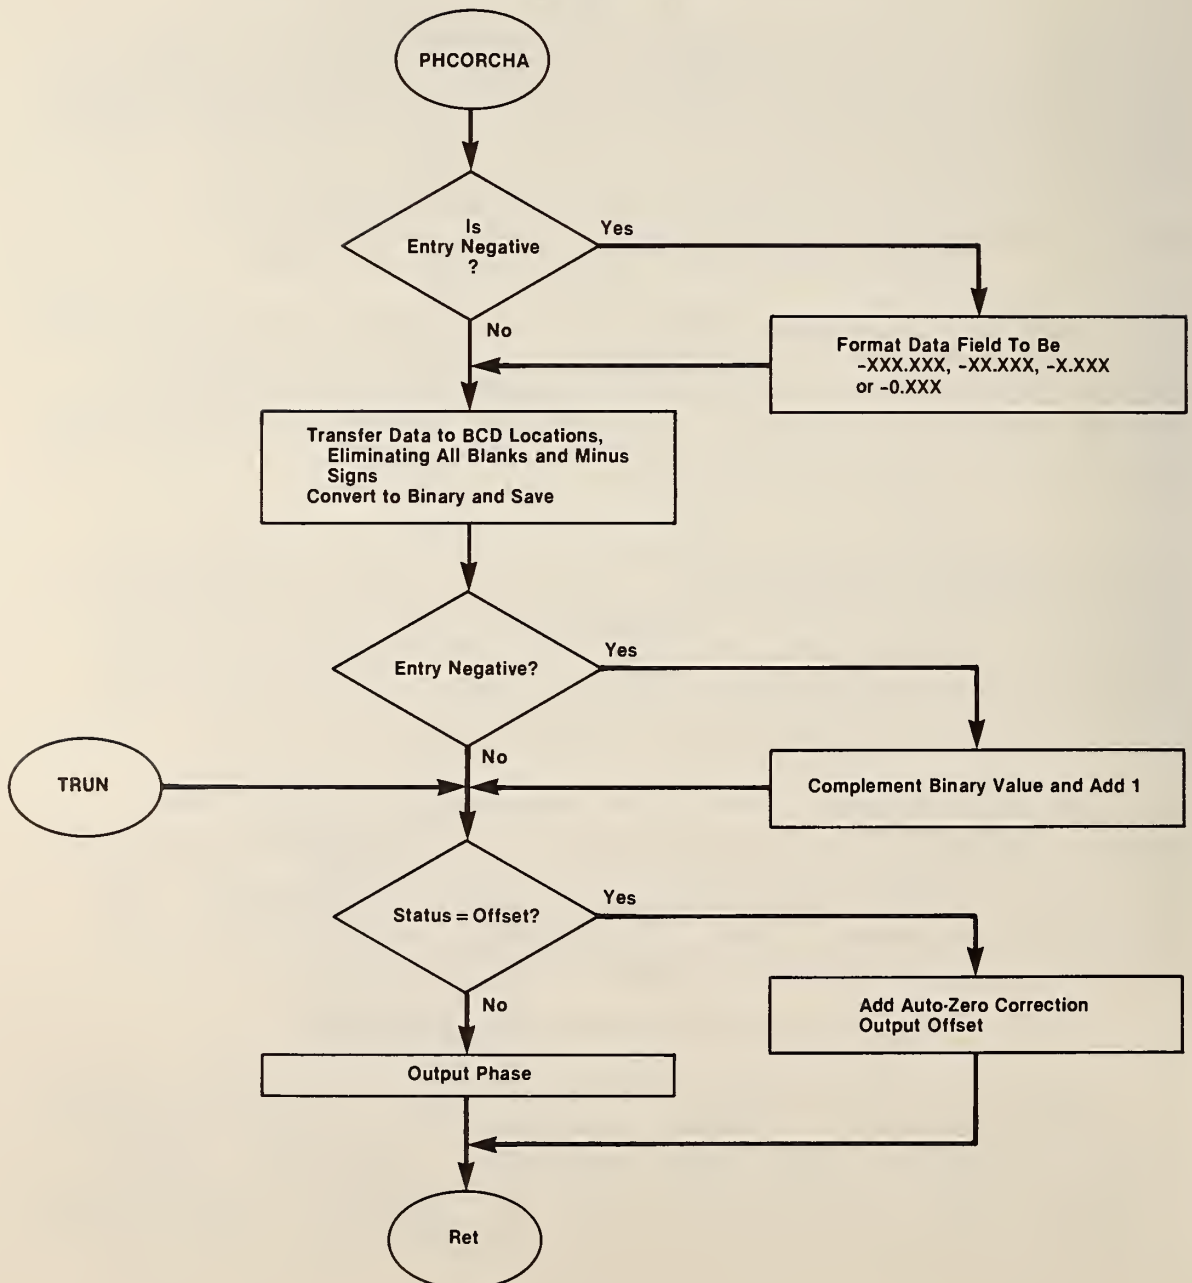 PHCORCHA
Is
Entry Negative
?
Yes
No
Format Data Field To Be
-XXX.XXX, -XX.XXX, -X.XXX
or -0.XXX
Transfer Data to BCD Locations,
Eliminating All Blanks and Minus
Signs
Convert to Binary and Save
Entry Negative?
Yes
No
TRUN
Complement Binary Value and Add 1
Status = Offset?
Yes
No
Add Auto-Zero Correction
Output Offset
Output Phase
Ret